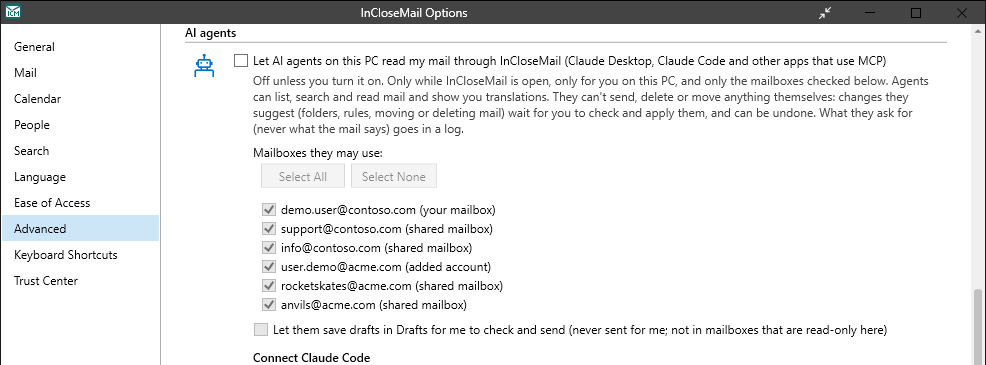 ICM
InCloseMail Options
General
Mail
Calendar
People
Search
Language
Ease of Access
Advanced
Keyboard Shortcuts
Trust Center
AI agents
Let AI agents on this PC read my mail through InCloseMail (Claude Desktop, Claude Code and other apps that use MCP)
Off unless you turn it on. Only while InCloseMail is open, only for you on this PC, and only the mailboxes checked below. Agents
can list, search and read mail and show you translations. They can't send, delete or move anything themselves: changes they
suggest (folders, rules, moving or deleting mail) wait for you to check and apply them, and can be undone. What they ask for
(never what the mail says) goes in a log.
Mailboxes they may use:
Select All
Select None
demo.user@contoso.com (your mailbox)
support@contoso.com (shared mailbox)
info@contoso.com (shared mailbox)
user.demo@acme.com (added account)
rocketskates@acme.com (shared mailbox)
anvils@acme.com (shared mailbox)
Let them save drafts in Drafts for me to check and send (never sent for me; not in mailboxes that are read-only here)
Connect Claude Code